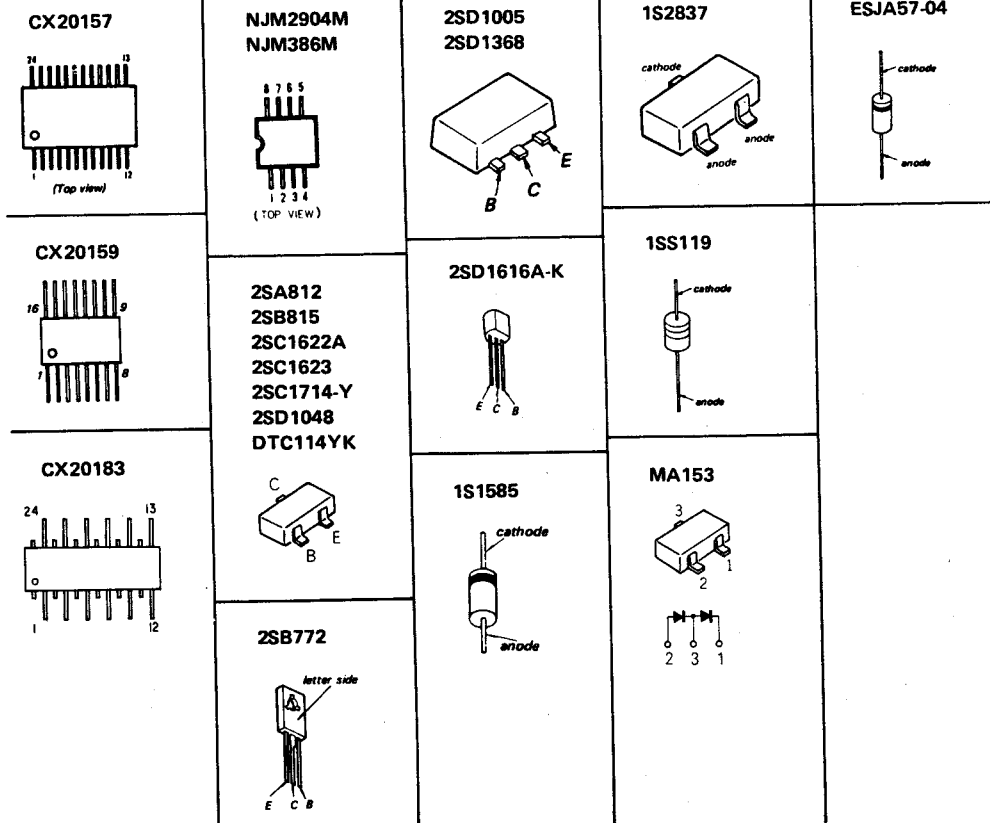 CX20157
24 13
1 12
(Top view)
CX20159
16 9
1 8
CX20183
24 13
1 12
NJM2904M
NJM386M
8 7 6 5
1 2 3 4
(TOP VIEW)
2SA812
2SB815
2SC1622A
2SC1623
2SC1714-Y
2SD1048
DTC114YK
C
E
B
2SB772
letter side
E C B
2SD1005
2SD1368
E
C
B
2SD1616A-K
E C B
1S1585
cathode
anode
1S2837
cathode
anode
anode
1SS119
cathode
anode
MA153
3
1
2
2 3 1
ESJA57-04
cathode
anode